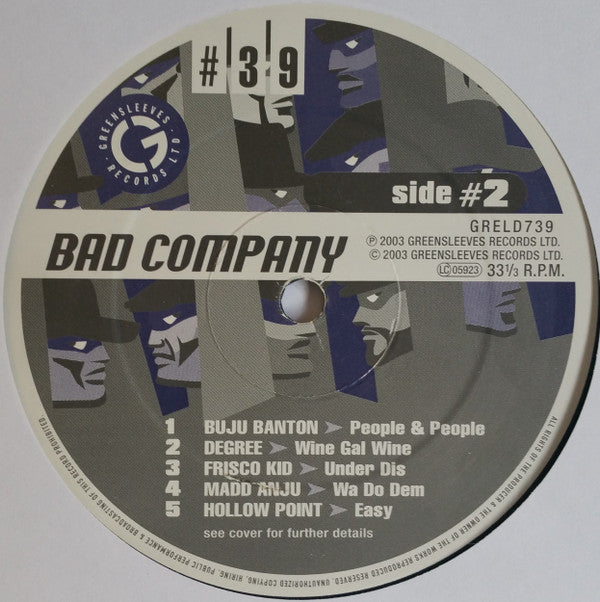 #39
GREENSLEEVES
RECORDS LTD
side #2
BAD COMPANY
GRELD739
Ⓟ 2003 GREENSLEEVES RECORDS LTD.
© 2003 GREENSLEEVES RECORDS LTD.
LC 05923 33⅓ R.P.M.
1 BUJU BANTON ➤ People & People
2 DEGREE ➤ Wine Gal Wine
3 FRISCO KID ➤ Under Dis
4 MADD ANJU ➤ Wa Do Dem
5 HOLLOW POINT ➤ Easy
see cover for further details
ALL RIGHTS OF THE PRODUCER & THE OWNER OF THE WORKS REPRODUCED RESERVED. UNAUTHORIZED COPYING, HIRING, PUBLIC PERFORMANCE & BROADCASTING OF THIS RECORD PROHIBITED.